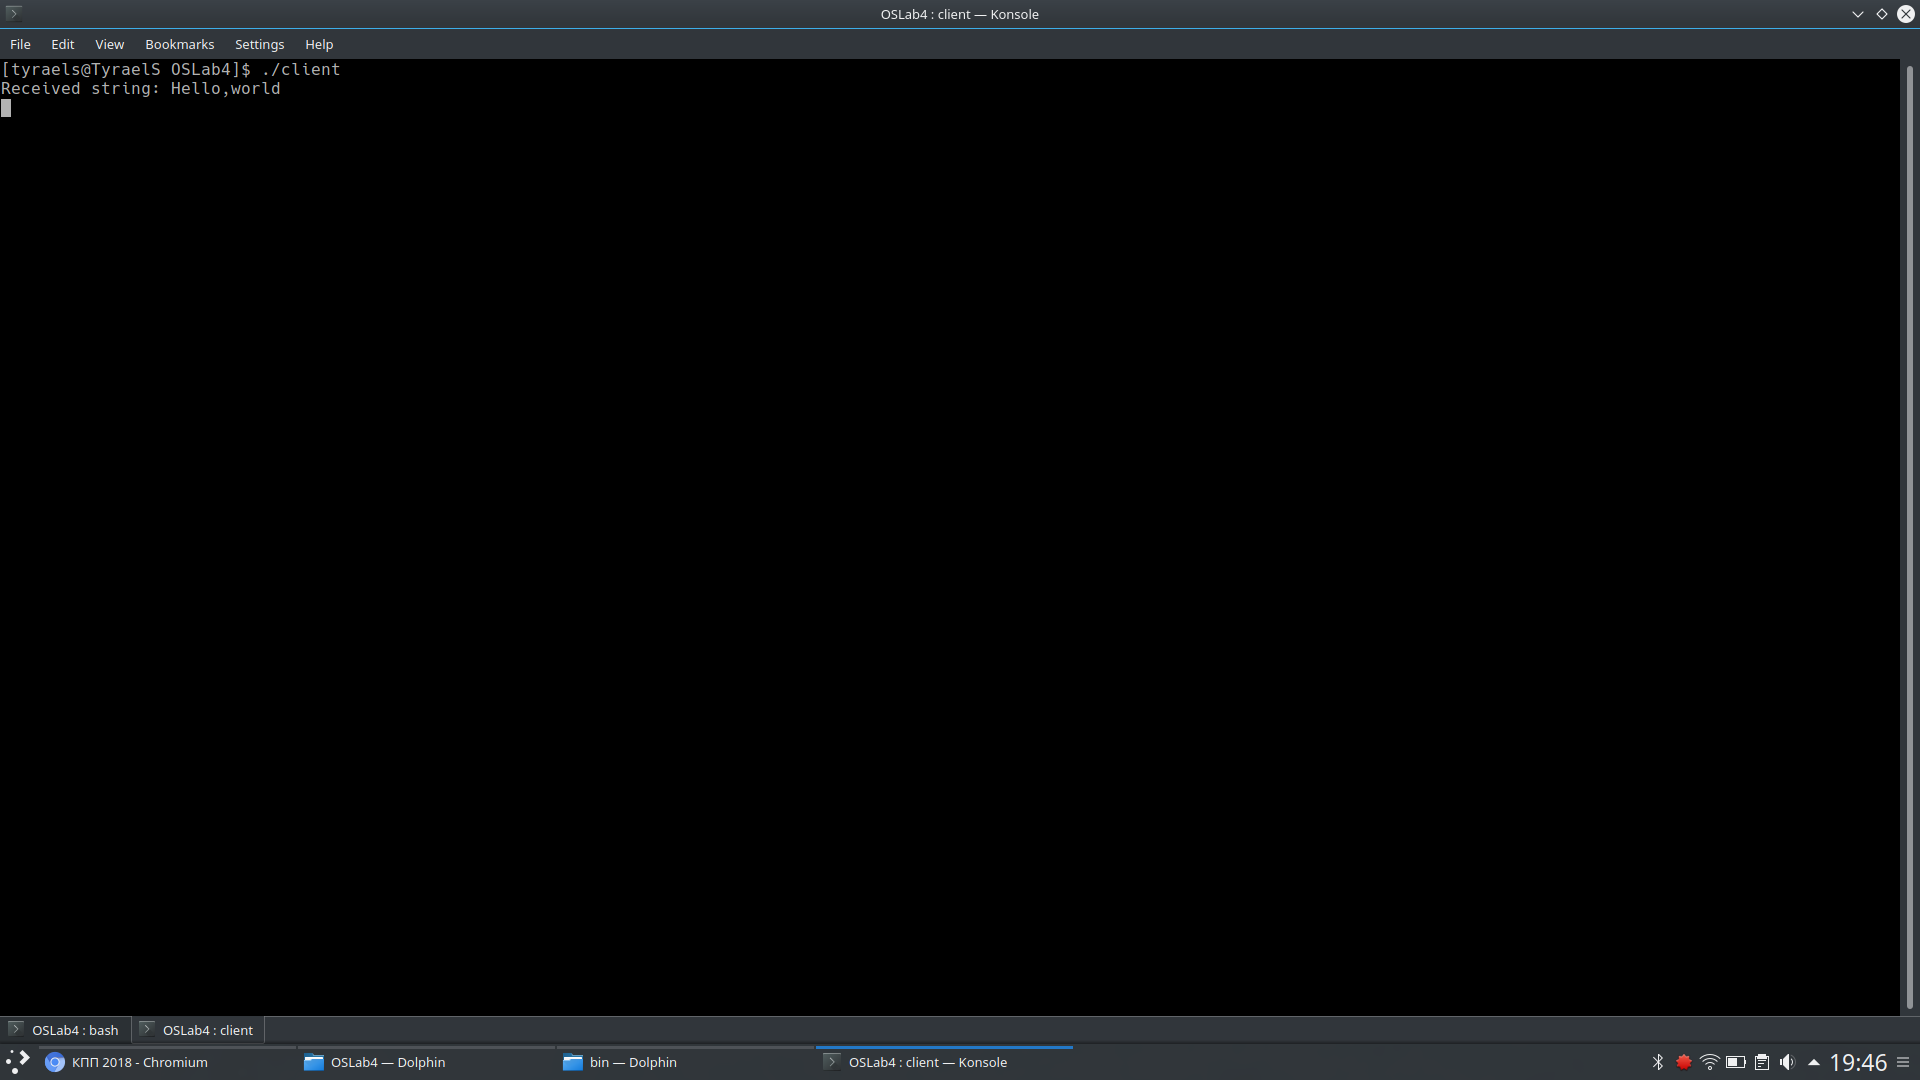 OSLab4 : client — Konsole
File Edit View Bookmarks Settings Help
[tyraels@TyraelS OSLab4]$ ./client
Received string: Hello,world
OSLab4 : bash OSLab4 : client
КПП 2018 - Chromium OSLab4 — Dolphin bin — Dolphin OSLab4 : client — Konsole 19:46